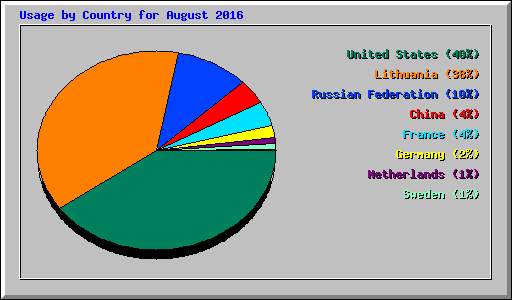 Usage by Country for August 2016
United States (40%)
Lithuania (38%)
Russian Federation (10%)
China (4%)
France (4%)
Germany (2%)
Netherlands (1%)
Sweden (1%)